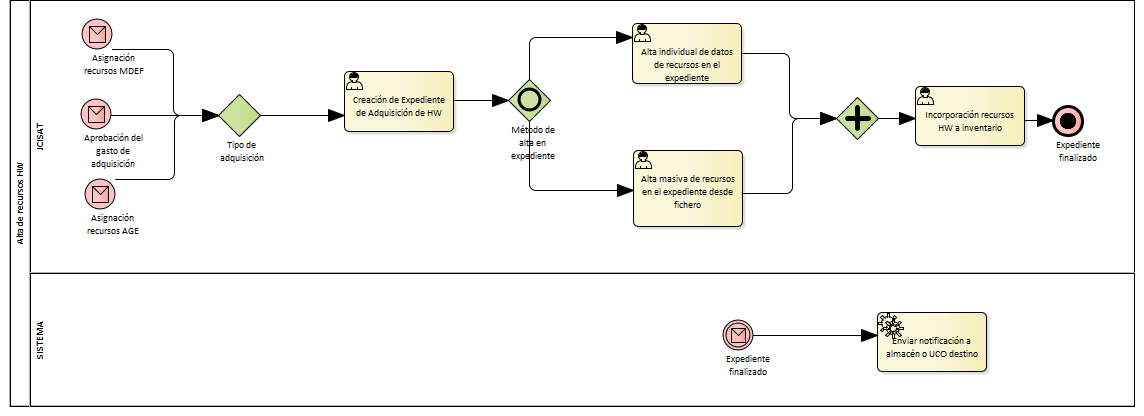 Alta de recursos HW
JCISAT
Asignación
recursos MDEF
Aprobación del
gasto de
adquisición
Asignación
recursos AGE
Tipo de
adquisición
Creación de Expediente
de Adquisición de HW
Método de
alta en
expediente
Alta individual de datos
de recursos en el
expediente
Alta masiva de recursos
en el expediente desde
fichero
Incorporación recursos
HW a inventario
Expediente
finalizado
SISTEMA
Expediente
finalizado
Enviar notificación a
almacén o UCO destino